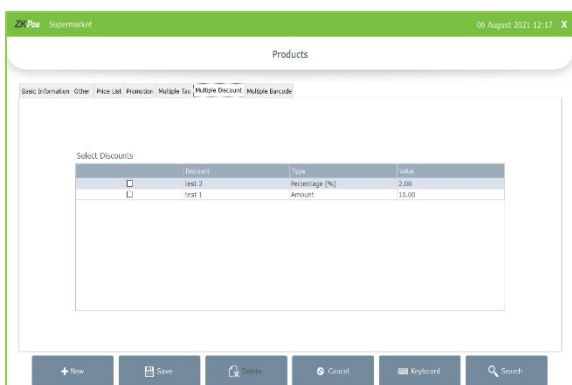 ZKPos Supermarket 06 August 2021 12:17 X
Products
Basic Information Other Price List Promotion Multiple Tax Multiple Discount Multiple Barcode
Select Discounts
Discount Type Value
test 2 Percentage (%) 2.00
test 1 Amount 10.00
+ New Save Delete Cancel Keyboard Search